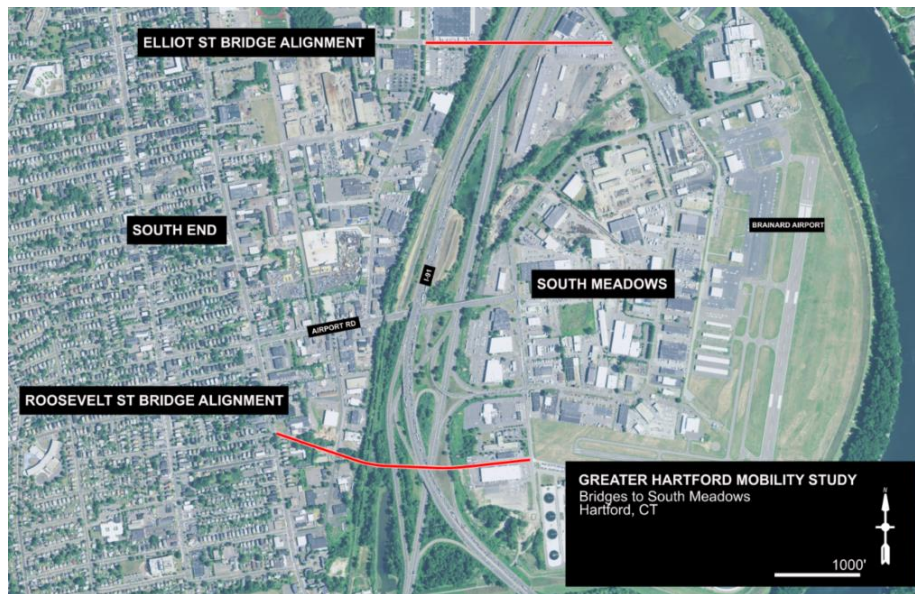 ELLIOT ST BRIDGE ALIGNMENT
SOUTH END
BRAINARD AIRPORT
I-91
SOUTH MEADOWS
AIRPORT RD
ROOSEVELT ST BRIDGE ALIGNMENT
GREATER HARTFORD MOBILITY STUDY
Bridges to South Meadows
Hartford, CT
N
1000'